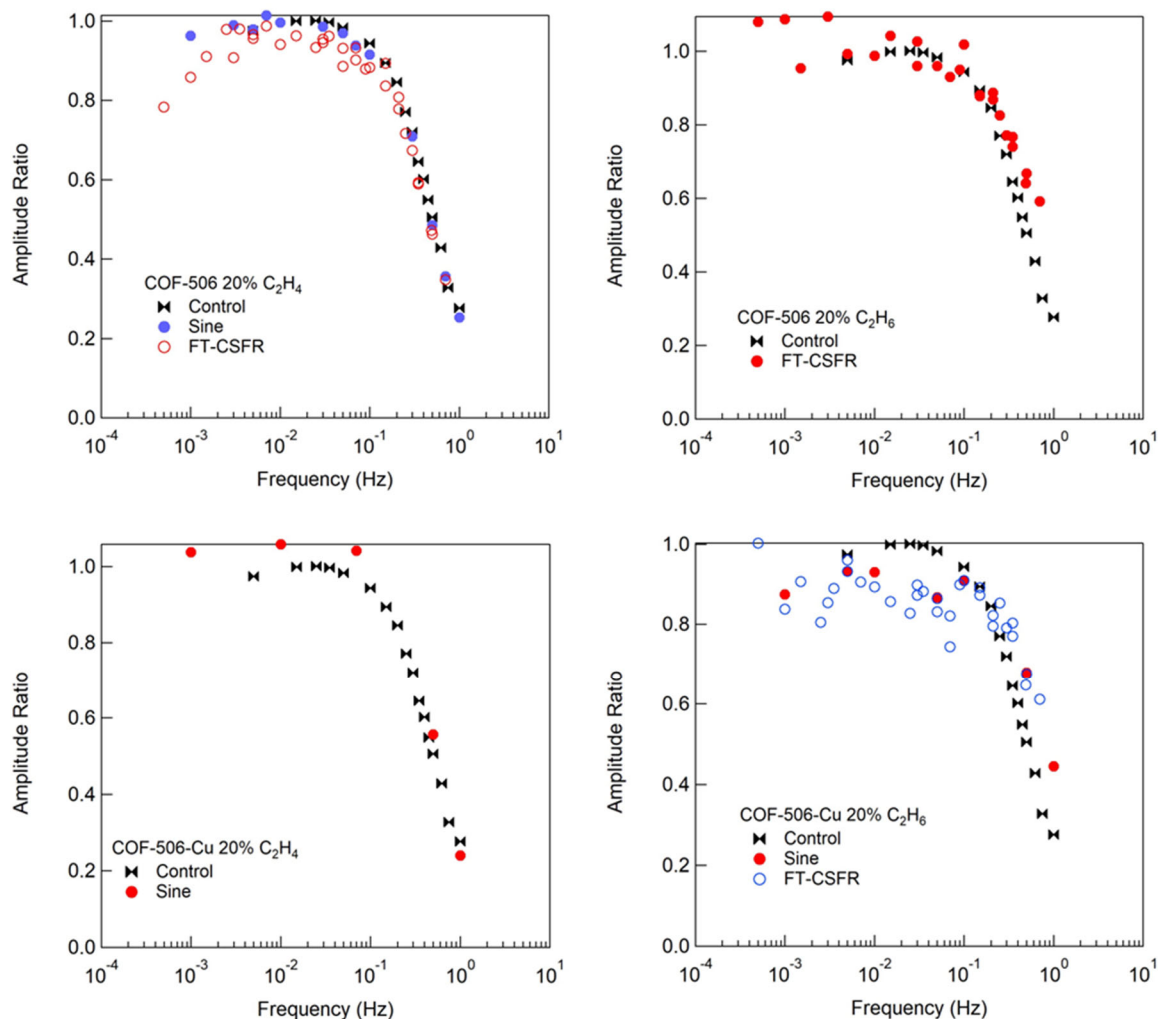 Amplitude Ratio
1.0
0.8
0.6
0.4
0.2
0.0
COF-506 20% C₂H₄
Control
Sine
FT-CSFR
10⁻⁴ 10⁻³ 10⁻² 10⁻¹ 10⁰ 10¹
Frequency (Hz)
Amplitude Ratio
1.0
0.8
0.6
0.4
0.2
0.0
COF-506 20% C₂H₆
Control
FT-CSFR
10⁻⁴ 10⁻³ 10⁻² 10⁻¹ 10⁰ 10¹
Frequency (Hz)
Amplitude Ratio
1.0
0.8
0.6
0.4
0.2
0.0
COF-506-Cu 20% C₂H₄
Control
Sine
10⁻⁴ 10⁻³ 10⁻² 10⁻¹ 10⁰ 10¹
Frequency (Hz)
Amplitude Ratio
1.0
0.8
0.6
0.4
0.2
0.0
COF-506-Cu 20% C₂H₆
Control
Sine
FT-CSFR
10⁻⁴ 10⁻³ 10⁻² 10⁻¹ 10⁰ 10¹
Frequency (Hz)